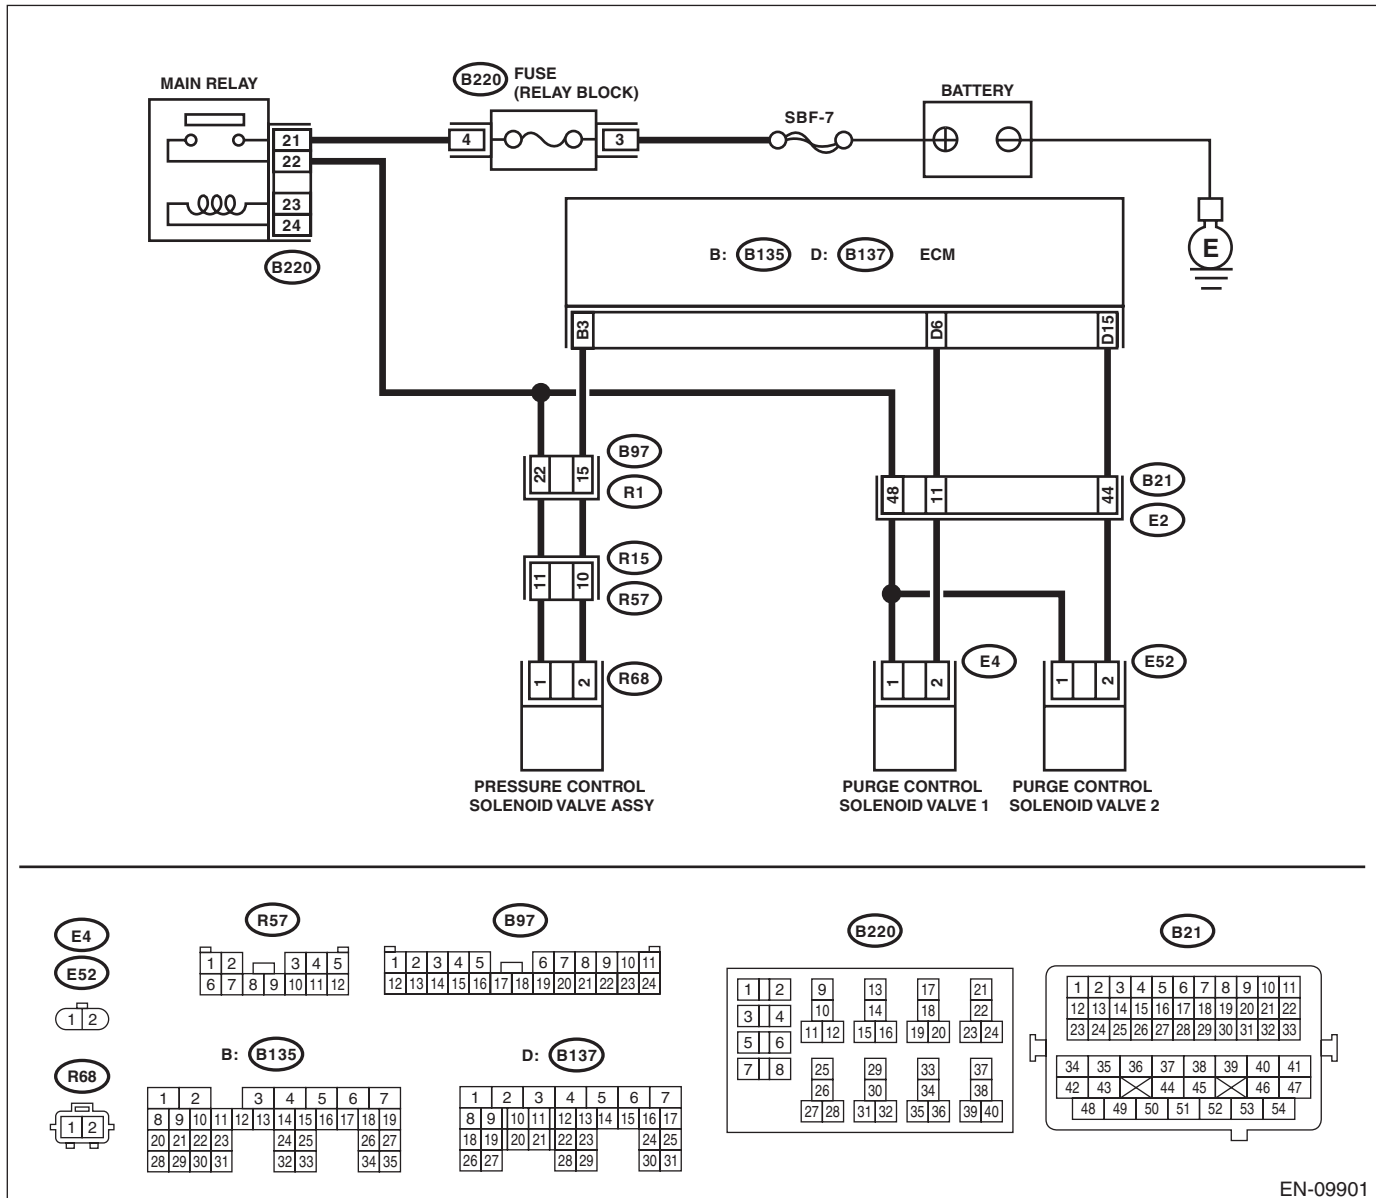 MAIN RELAY
B220 FUSE
(RELAY BLOCK)
SBF-7
BATTERY
21
22
23
24
B220
4
3
E
B: B135 D: B137 ECM
B3
D6
D15
22
15
B97
R1
48
11
44
B21
E2
11
10
R15
R57
1
2
R68
1
2
E4
1
2
E52
PRESSURE CONTROL
SOLENOID VALVE ASSY
PURGE CONTROL
SOLENOID VALVE 1
PURGE CONTROL
SOLENOID VALVE 2
E4
E52
1 2
R68
1 2
R57
1 2 3 4 5
6 7 8 9 10 11 12
B97
1 2 3 4 5 6 7 8 9 10 11
12 13 14 15 16 17 18 19 20 21 22 23 24
B: B135
1 2 3 4 5 6 7
8 9 10 11 12 13 14 15 16 17 18 19
20 21 22 23 24 25 26 27
28 29 30 31 32 33 34 35
D: B137
1 2 3 4 5 6 7
8 9 10 11 12 13 14 15 16 17
18 19 20 21 22 23 24 25
26 27 28 29 30 31
B220
1 2 9 13 17 21
3 4 10 14 18 22
11 12 15 16 19 20 23 24
5 6
7 8 25 29 33 37
26 30 34 38
27 28 31 32 35 36 39 40
B21
1 2 3 4 5 6 7 8 9 10 11
12 13 14 15 16 17 18 19 20 21 22
23 24 25 26 27 28 29 30 31 32 33
34 35 36 37 38 39 40 41
42 43 44 45 46 47
48 49 50 51 52 53 54
EN-09901